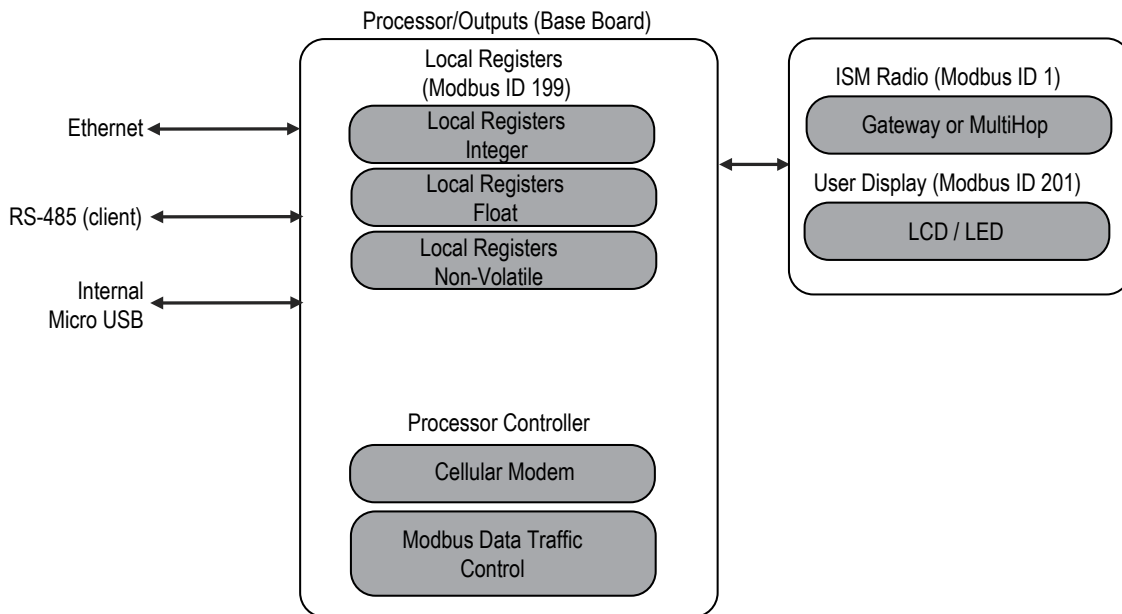 Processor/Outputs (Base Board)
Local Registers
(Modbus ID 199)
Local Registers
Integer
Local Registers
Float
Local Registers
Non-Volatile
Processor Controller
Cellular Modem
Modbus Data Traffic
Control
Ethernet
RS-485 (client)
Internal
Micro USB
ISM Radio (Modbus ID 1)
Gateway or MultiHop
User Display (Modbus ID 201)
LCD / LED